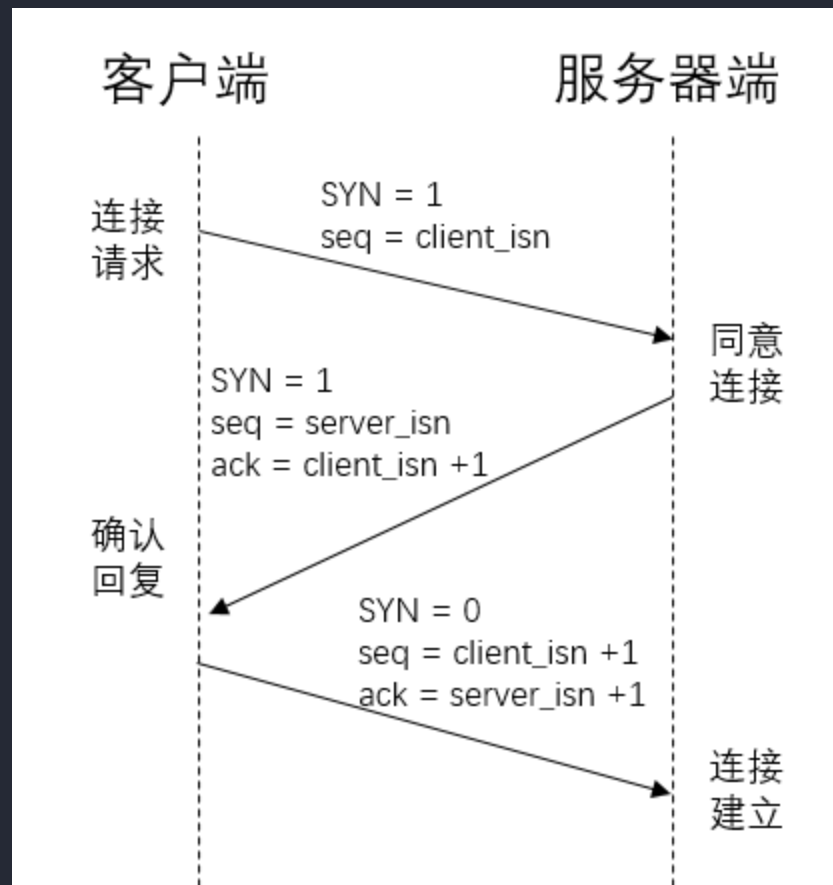 客户端
服务器端
连接
请求
SYN = 1
seq = client_isn
同意
连接
SYN = 1
seq = server_isn
ack = client_isn +1
确认
回复
SYN = 0
seq = client_isn +1
ack = server_isn +1
连接
建立